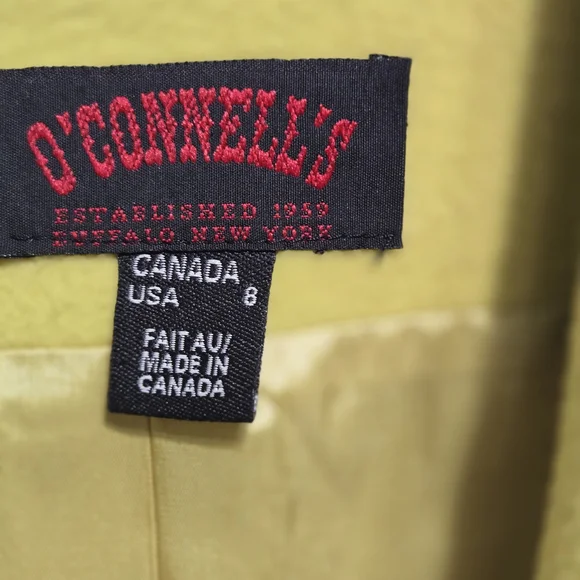 O'CONNELL'S
ESTABLISHED 1959
BUFFALO NEW YORK
CANADA
USA 8
FAIT AU/
MADE IN
CANADA